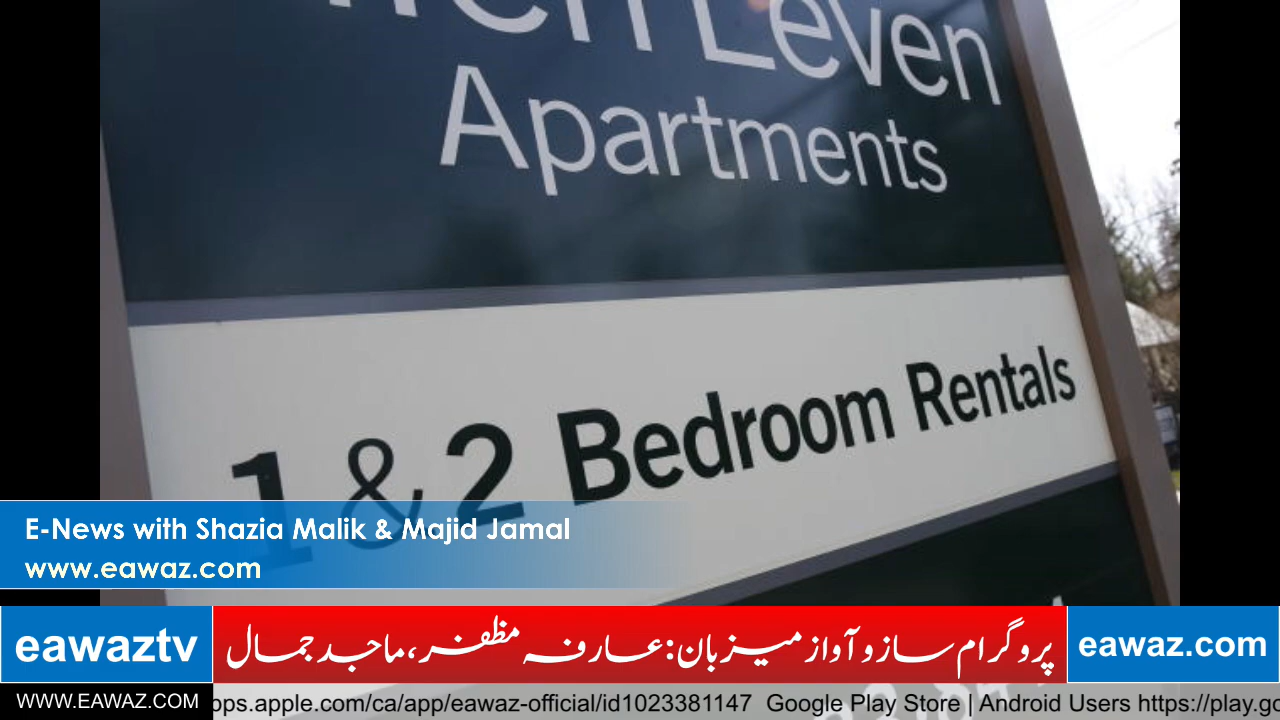 Leven
Apartments
1 & 2 Bedroom Rentals
E-News with Shazia Malik & Majid Jamal
www.eawaz.com
eawaztv
پروگرام ساز و آواز میزبان: عارفہ مظفر، ماجد جمال
eawaz.com
WWW.EAWAZ.COM
pps.apple.com/ca/app/eawaz-official/id1023381147 Google Play Store | Android Users https://play.go